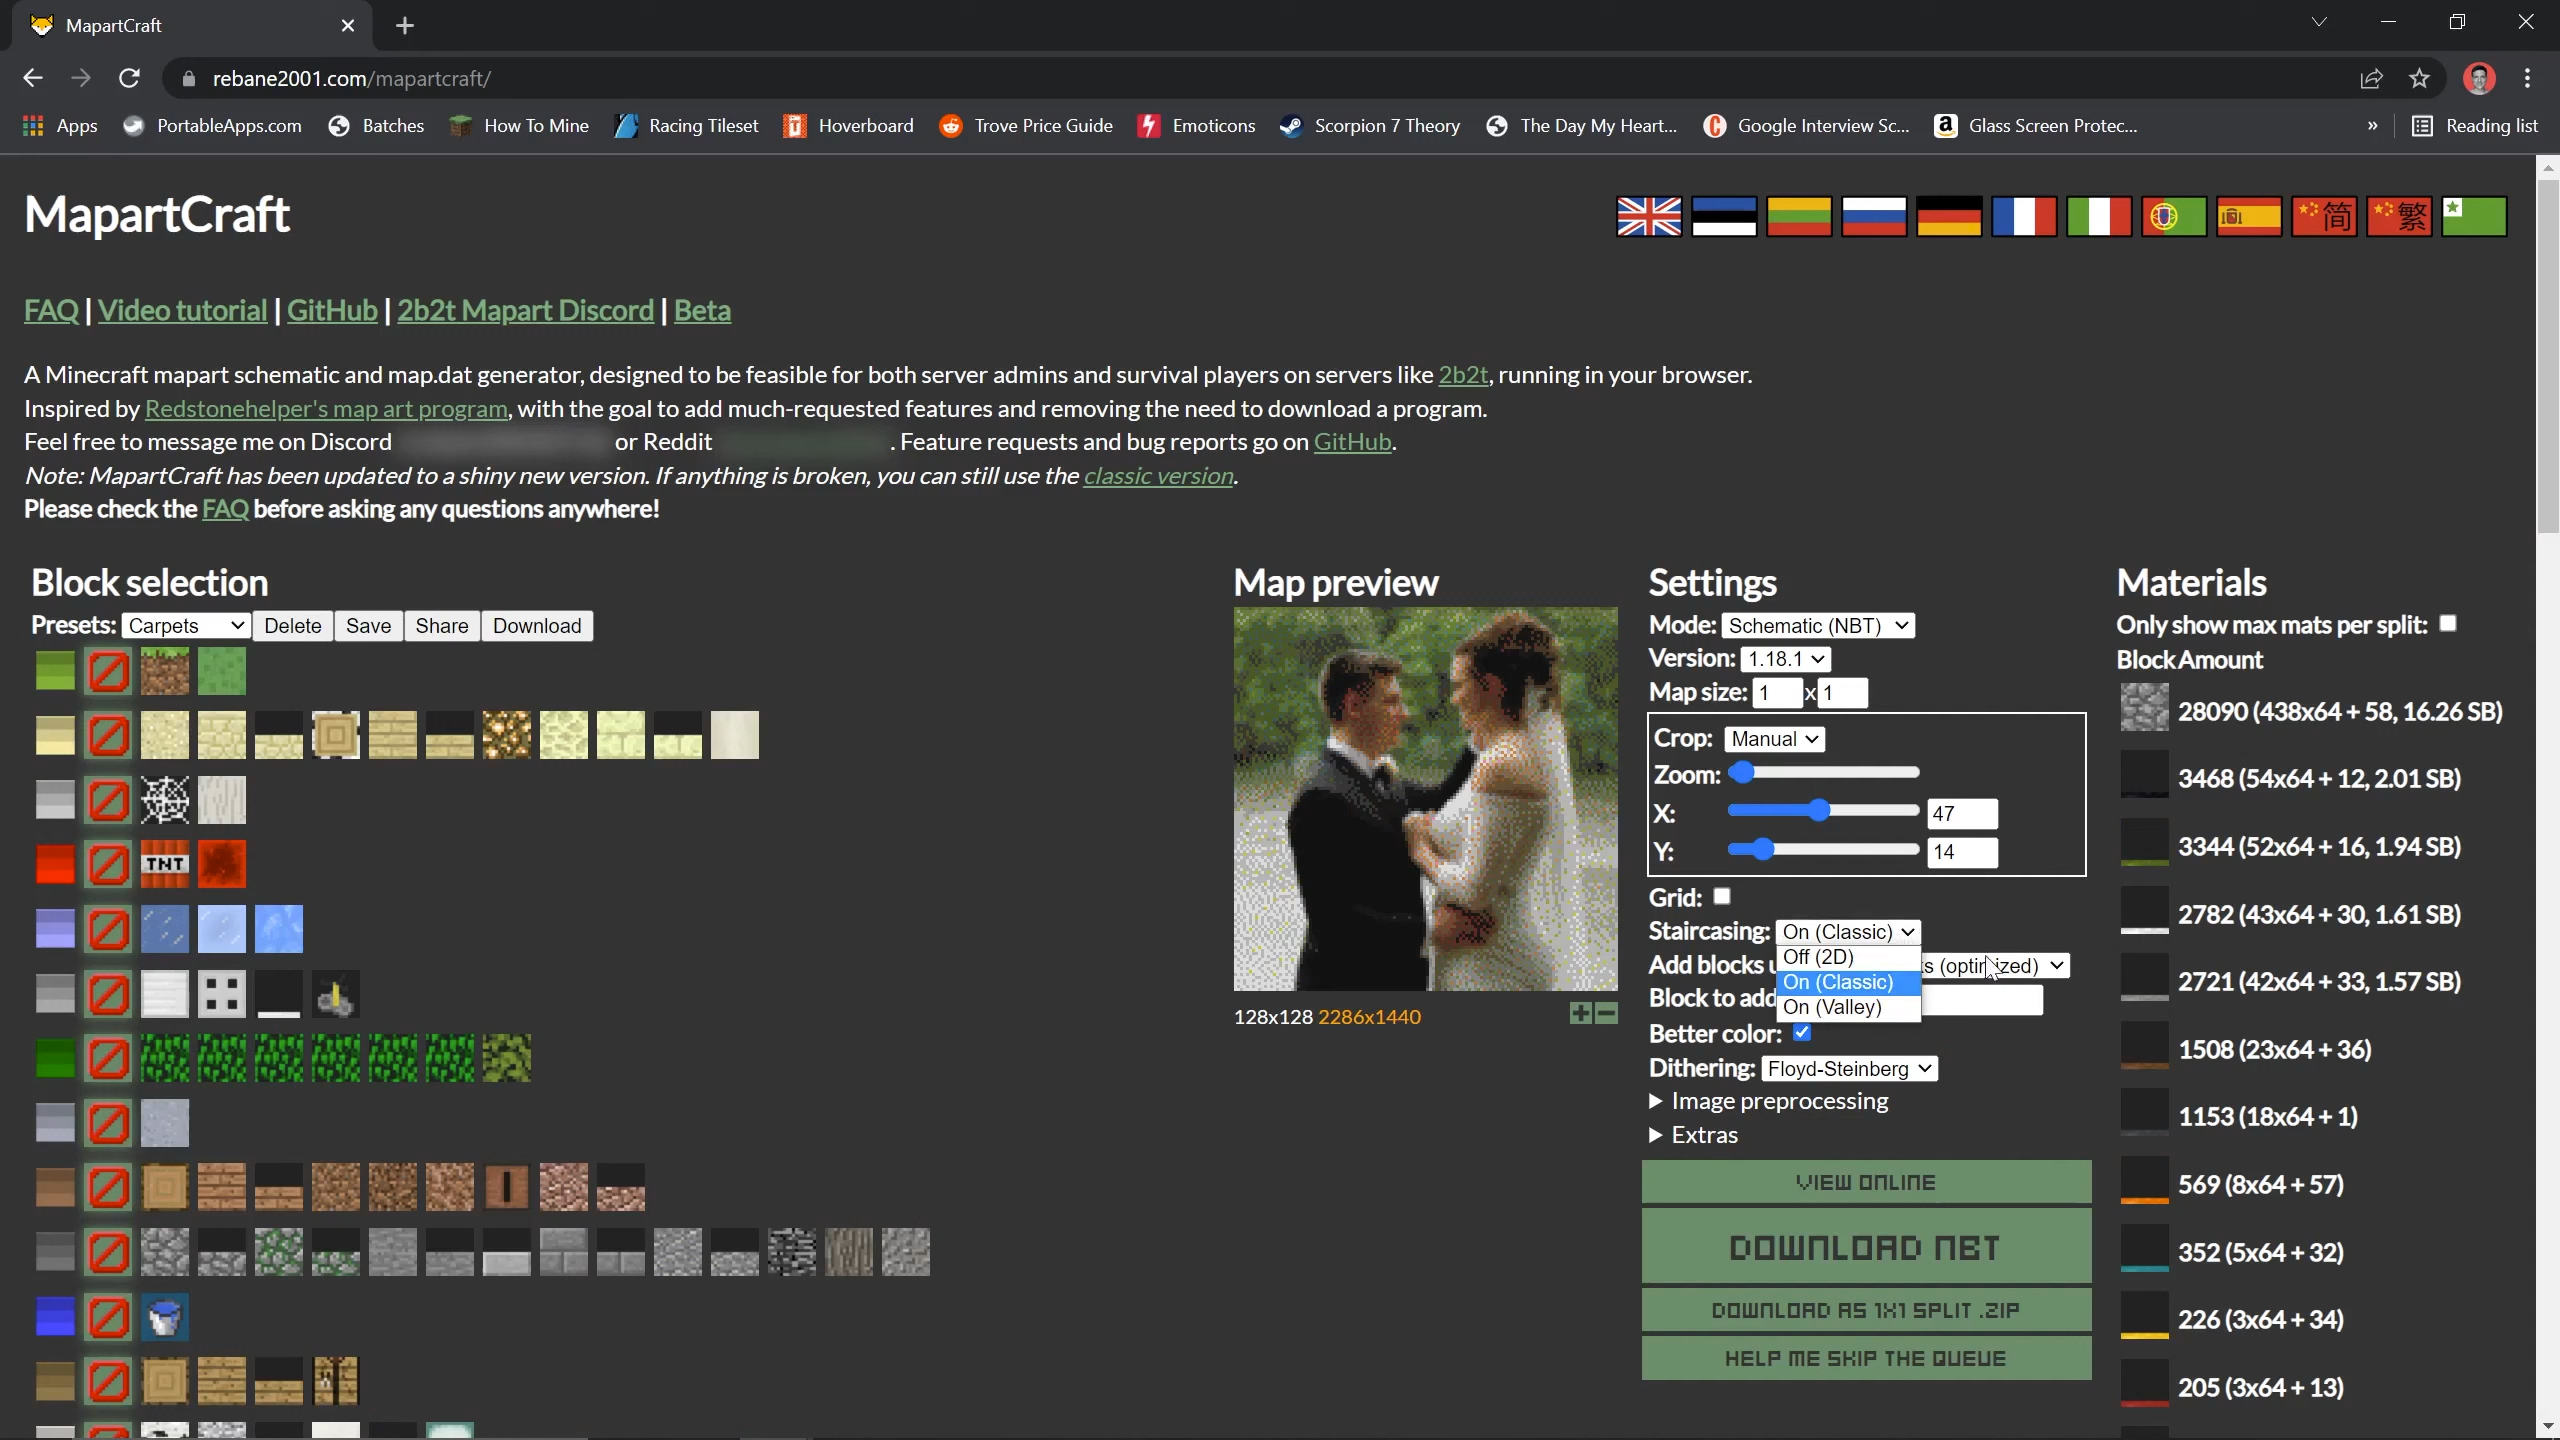 MapartCraft
rebane2001.com/mapartcraft/
Apps PortableApps.com Batches How To Mine Racing Tileset Hoverboard Trove Price Guide Emoticons Scorpion 7 Theory The Day My Heart... Google Interview Sc... Glass Screen Protec... » Reading list
MapartCraft
简 繁
FAQ | Video tutorial | GitHub | 2b2t Mapart Discord | Beta
A Minecraft mapart schematic and map.dat generator, designed to be feasible for both server admins and survival players on servers like 2b2t, running in your browser.
Inspired by Redstonehelper's map art program, with the goal to add much-requested features and removing the need to download a program.
Feel free to message me on Discord or Reddit . Feature requests and bug reports go on GitHub.
Note: MapartCraft has been updated to a shiny new version. If anything is broken, you can still use the classic version.
Please check the FAQ before asking any questions anywhere!
Block selection
Presets: Carpets Delete Save Share Download
TNT
Map preview
128x128 2286x1440
Settings
Mode: Schematic (NBT)
Version: 1.18.1
Map size: 1 x 1
Crop: Manual
Zoom:
X: 47
Y: 14
Grid:
Staircasing: On (Classic)
Off (2D)
Add blocks u s (optimized)
On (Classic)
Block to add
On (Valley)
Better color:
Dithering: Floyd-Steinberg
Image preprocessing
Extras
VIEW ONLINE
DOWNLOAD NBT
DOWNLOAD AS 1X1 SPLIT .ZIP
HELP ME SKIP THE QUEUE
Materials
Only show max mats per split:
Block Amount
28090 (438x64 + 58, 16.26 SB)
3468 (54x64 + 12, 2.01 SB)
3344 (52x64 + 16, 1.94 SB)
2782 (43x64 + 30, 1.61 SB)
2721 (42x64 + 33, 1.57 SB)
1508 (23x64 + 36)
1153 (18x64 + 1)
569 (8x64 + 57)
352 (5x64 + 32)
226 (3x64 + 34)
205 (3x64 + 13)